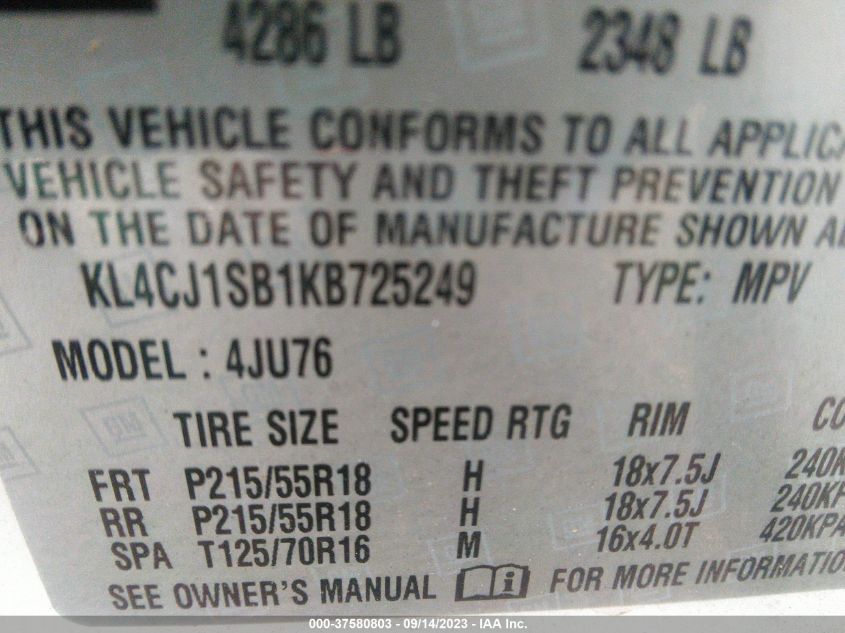 4286 LB 2348 LB
THIS VEHICLE CONFORMS TO ALL
VEHICLE SAFETY AND THEFT PREVENTION
ON THE DATE OF MANUFACTURE SHOWN
KL4CJ1SB1KB725249 TYPE: MPV
MODEL : 4JU76
TIRE SIZE SPEED RTG RIM
FRT P215/55R18 H 18x7.5J 240K
RR P215/55R18 H 18x7.5J 240KP
SPA T125/70R16 M 16x4.0T 420KPA
SEE OWNER'S MANUAL FOR MORE INFORMATION
000-37580803 - 09/14/2023 - IAA Inc.